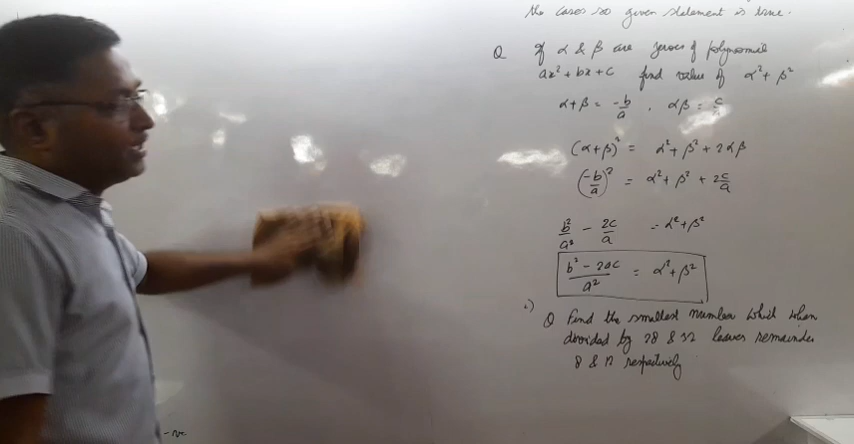 the cases so given statement is true.
Q If α & β are zeroes of polynomial
ax² + bx + c find value of α² + β²
α + β = -b/a , αβ = c/
(α + β)² = α² + β² + 2αβ
(-b/a)² = α² + β² + 2c/a
b²/a² - 2c/a = α² + β²
b² - 2ac/a² = α² + β²
Q Find the smallest number which when
divided by 28 & 32 leaves remainder
8 & 12 respectively
-ve